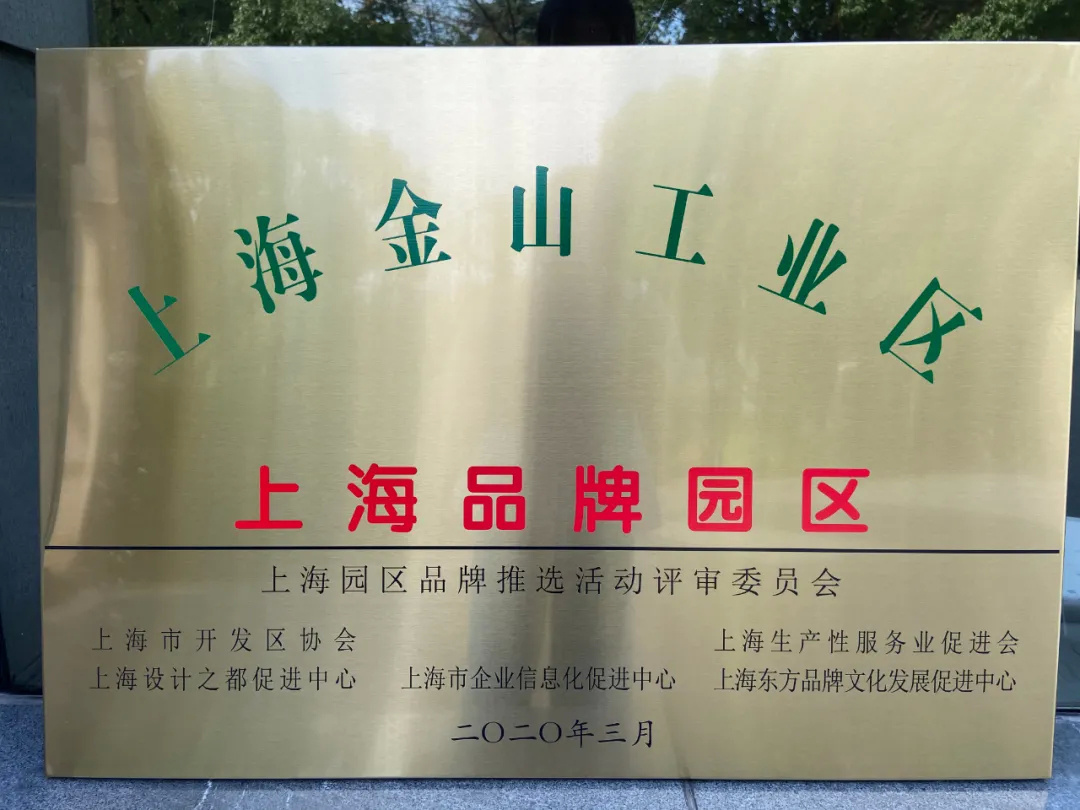 上海金山工业区
上海品牌园区
上海园区品牌推选活动评审委员会
上海市开发区协会 上海生产性服务业促进会
上海设计之都促进中心 上海市企业信息化促进中心 上海东方品牌文化发展促进中心
二〇二〇年三月